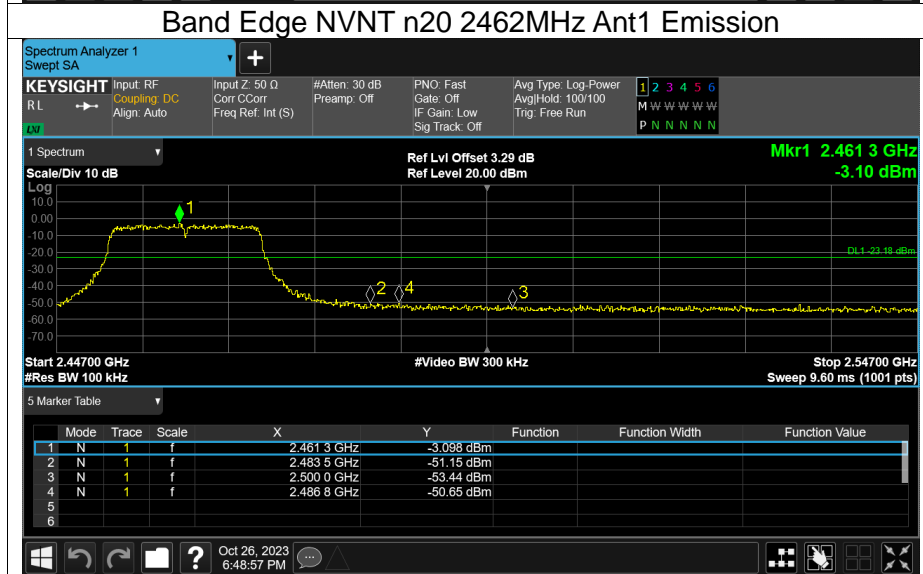 Band Edge NVNT n20 2462MHz Ant1 Emission
Spectrum Analyzer 1
Swept SA
+
KEYSIGHT Input: RF Input Z: 50 Ω #Atten: 30 dB PNO: Fast Avg Type: Log-Power 1 2 3 4 5 6
R L Coupling: DC Corr CCorr Preamp: Off Gate: Off Avg|Hold: 100/100 M W W W W W
Align: Auto Freq Ref: Int (S) IF Gain: Low Trig: Free Run
LXI Sig Track: Off P N N N N N
1 Spectrum Ref Lvl Offset 3.29 dB Mkr1 2.461 3 GHz
Scale/Div 10 dB Ref Level 20.00 dBm -3.10 dBm
Log
10.0
0.00
-10.0
-20.0
-30.0
-40.0
-50.0
-60.0
-70.0
1
DL1 -23.18 dBm
2 4 3
Start 2.44700 GHz #Video BW 300 kHz Stop 2.54700 GHz
#Res BW 100 kHz Sweep 9.60 ms (1001 pts)
5 Marker Table
Mode Trace Scale X Y Function Function Width Function Value
1 N 1 f 2.461 3 GHz -3.098 dBm
2 N 1 f 2.483 5 GHz -51.15 dBm
3 N 1 f 2.500 0 GHz -53.44 dBm
4 N 1 f 2.486 8 GHz -50.65 dBm
5
6
? Oct 26, 2023
6:48:57 PM